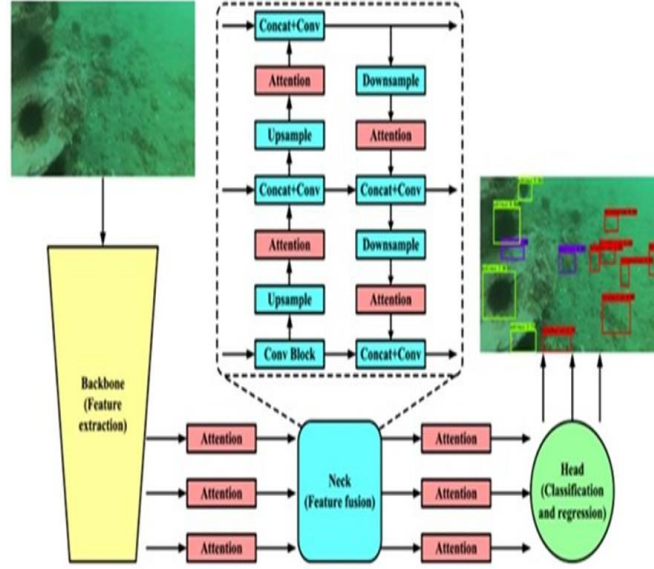 Concat+Conv
Attention
Downsample
Upsample
Attention
Concat+Conv
Concat+Conv
Attention
Downsample
Upsample
Attention
Conv Block
Concat+Conv
Backbone
(Feature
extraction)
Attention
Attention
Attention
Neck
(Feature fusion)
Attention
Attention
Attention
Head
(Classification
and regression)